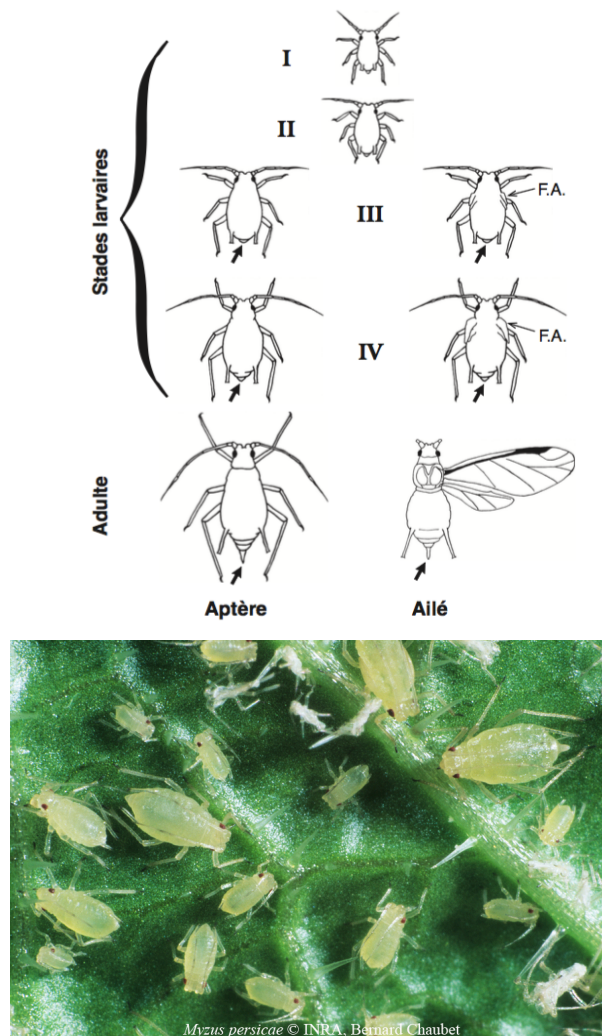 I
II
Stades larvaires
III
F.A.
IV
F.A.
Adulte
Aptère
Ailé
Myzus persicae © INRA, Bernard Chaubet